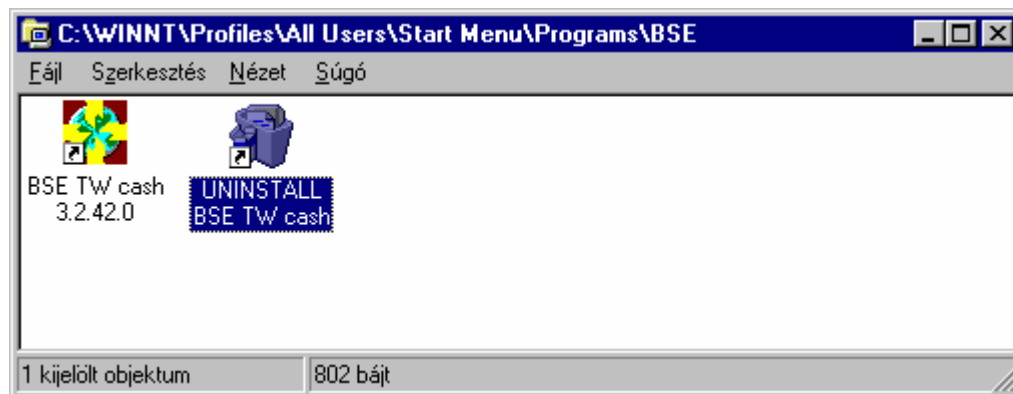 C:\WINNT\Profiles\All Users\Start Menu\Programs\BSE
Fájl Szerkesztés Nézet Súgó
BSE TW cash
3.2.42.0
UNINSTALL
BSE TW cash
1 kijelölt objektum
802 bájt